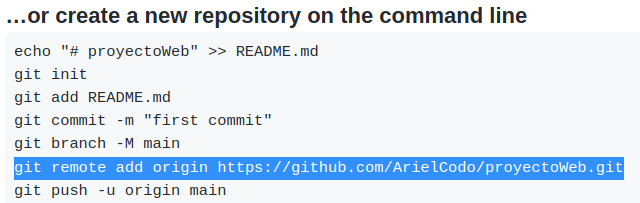 ...or create a new repository on the command line
echo "# proyectoWeb" >> README.md
git init
git add README.md
git commit -m "first commit"
git branch -M main
git remote add origin https://github.com/ArielCodo/proyectoWeb.git
git push -u origin main